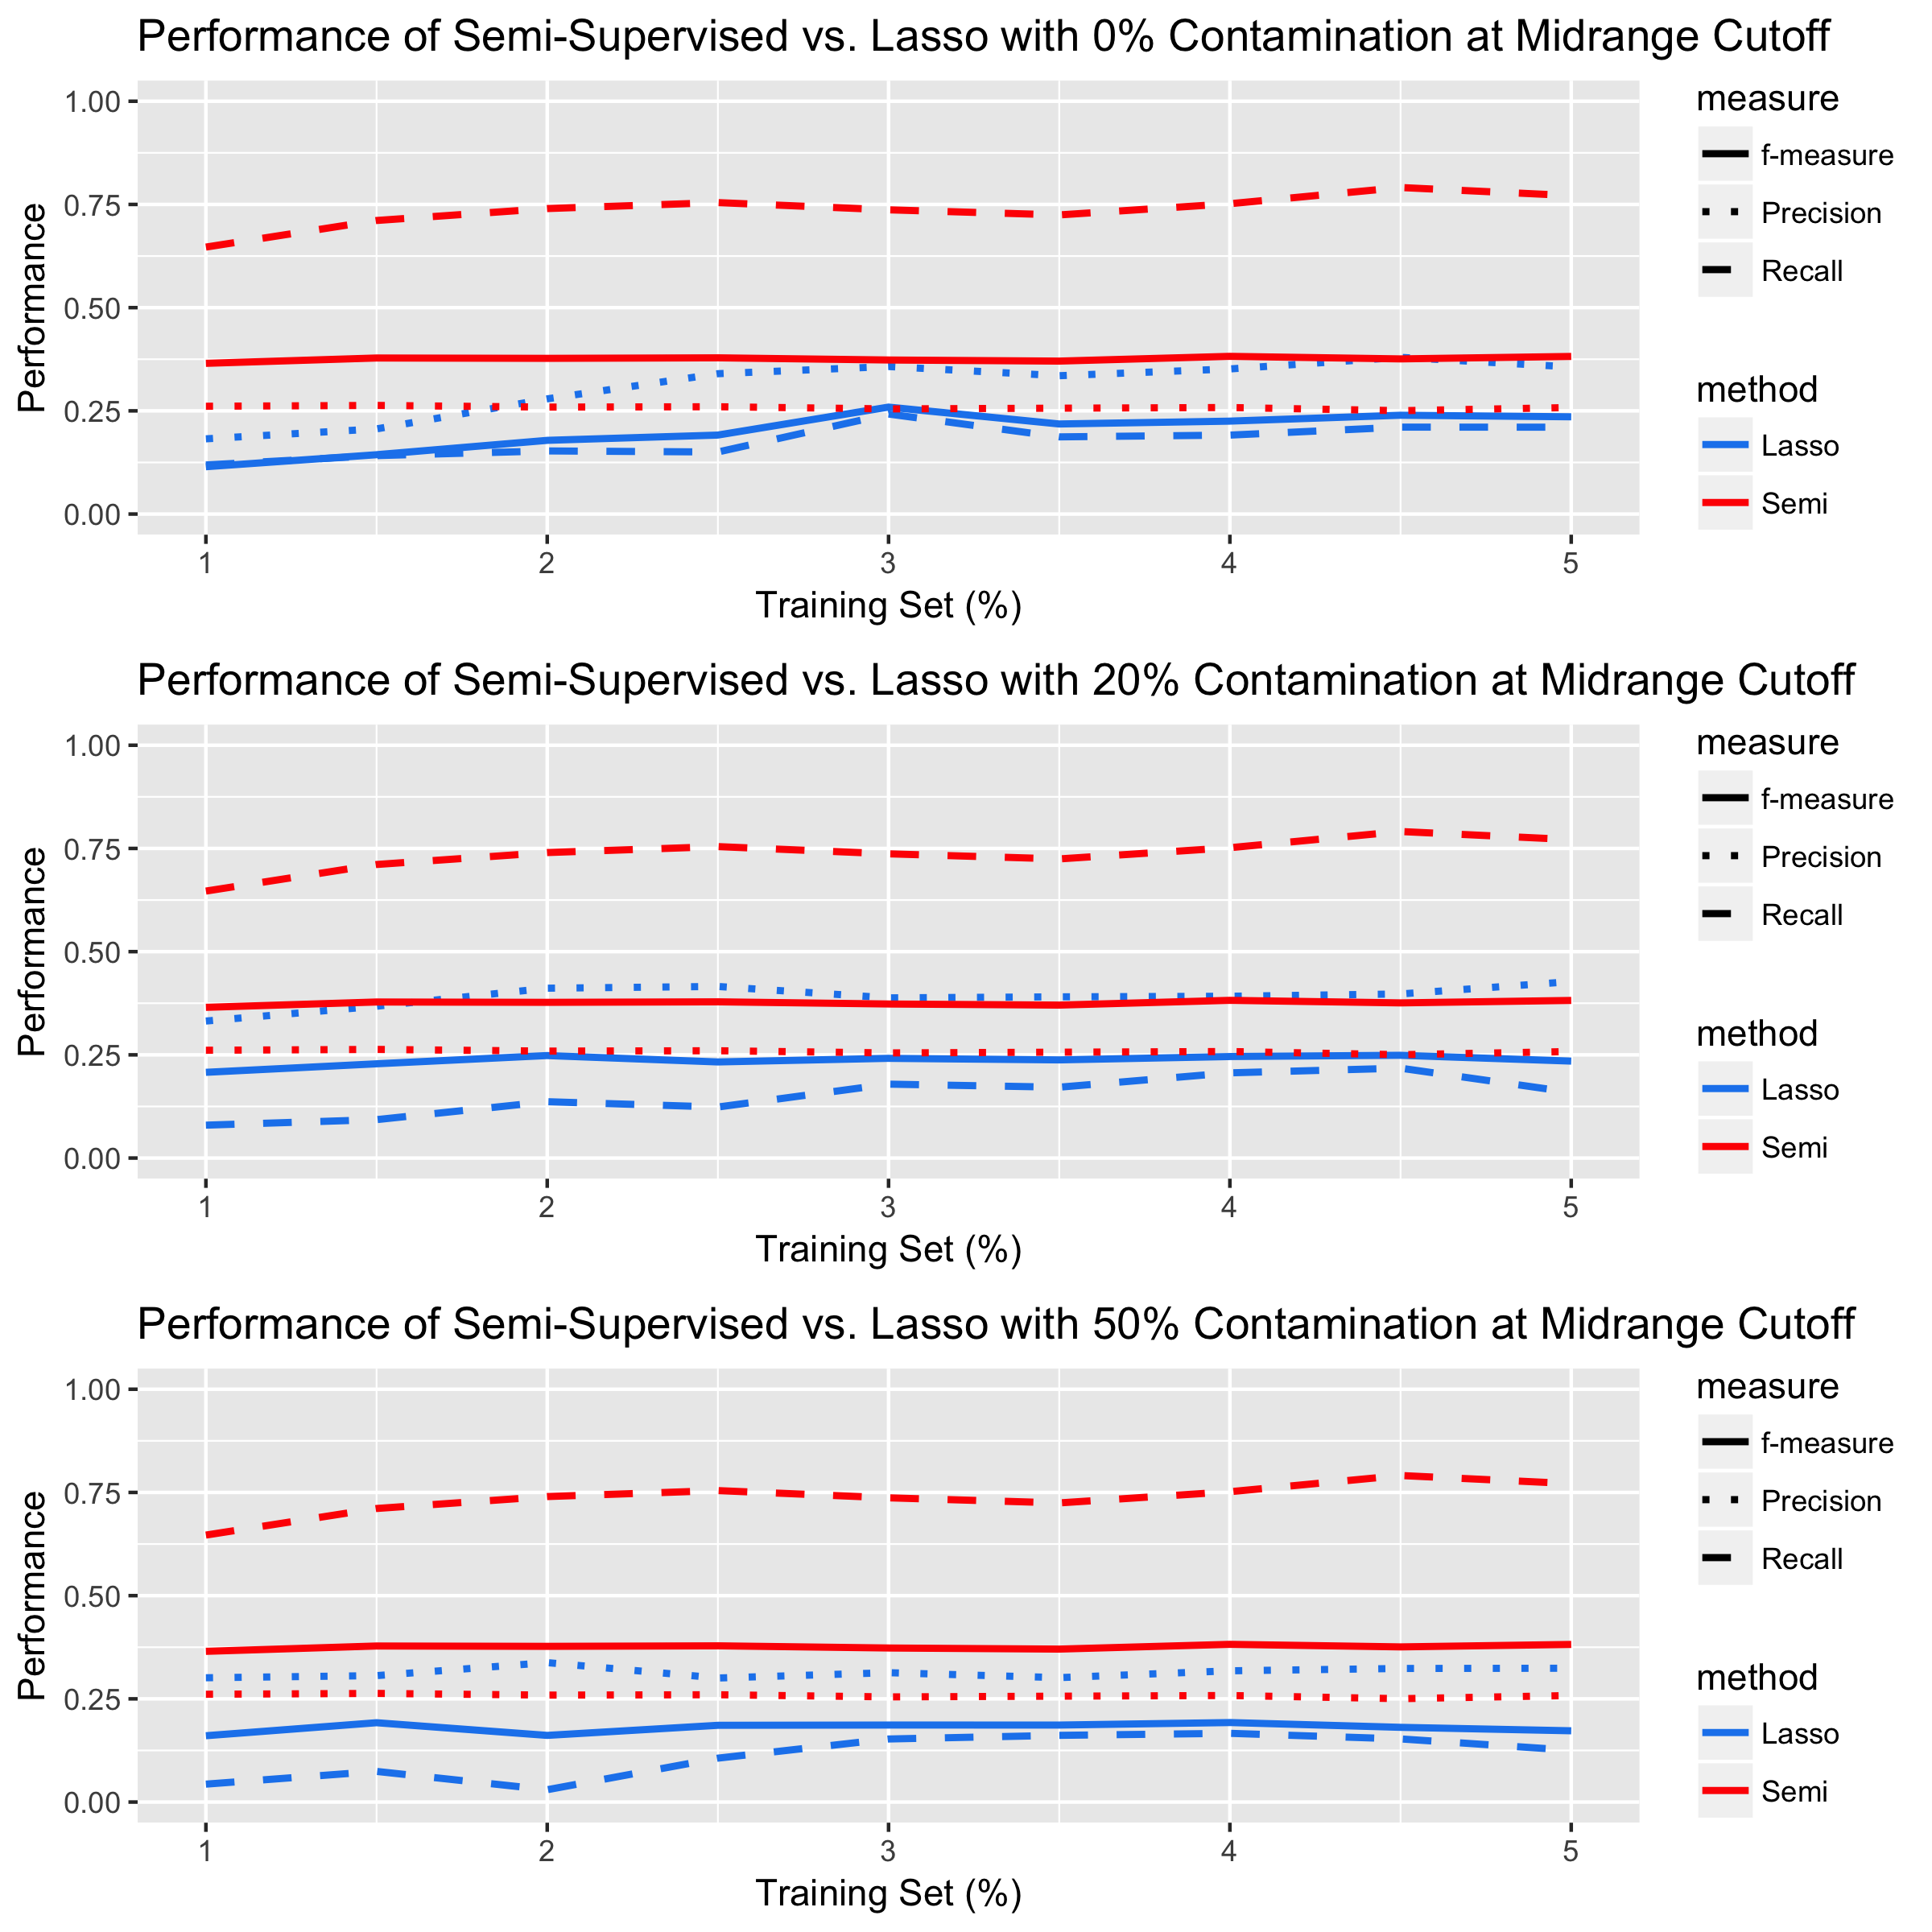 Performance of Semi-Supervised vs. Lasso with 0% Contamination at Midrange Cutoff
1.00
0.75
0.50
0.25
0.00
Performance
1 2 3 4 5
Training Set (%)
measure
f-measure
Precision
Recall
method
Lasso
Semi
Performance of Semi-Supervised vs. Lasso with 20% Contamination at Midrange Cutoff
1.00
0.75
0.50
0.25
0.00
Performance
1 2 3 4 5
Training Set (%)
measure
f-measure
Precision
Recall
method
Lasso
Semi
Performance of Semi-Supervised vs. Lasso with 50% Contamination at Midrange Cutoff
1.00
0.75
0.50
0.25
0.00
Performance
1 2 3 4 5
Training Set (%)
measure
f-measure
Precision
Recall
method
Lasso
Semi